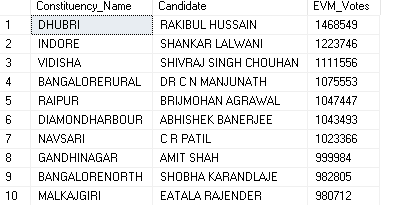 Constituency_Name Candidate EVM_Votes
1 DHUBRI RAKIBUL HUSSAIN 1468549
2 INDORE SHANKAR LALWANI 1223746
3 VIDISHA SHIVRAJ SINGH CHOUHAN 1111556
4 BANGALORERURAL DR C N MANJUNATH 1075553
5 RAIPUR BRIJMOHAN AGRAWAL 1047447
6 DIAMONDHARBOUR ABHISHEK BANERJEE 1043493
7 NAVSARI C R PATIL 1023366
8 GANDHINAGAR AMIT SHAH 999984
9 BANGALORENORTH SHOBHA KARANDLAJE 982805
10 MALKAJGIRI EATALA RAJENDER 980712